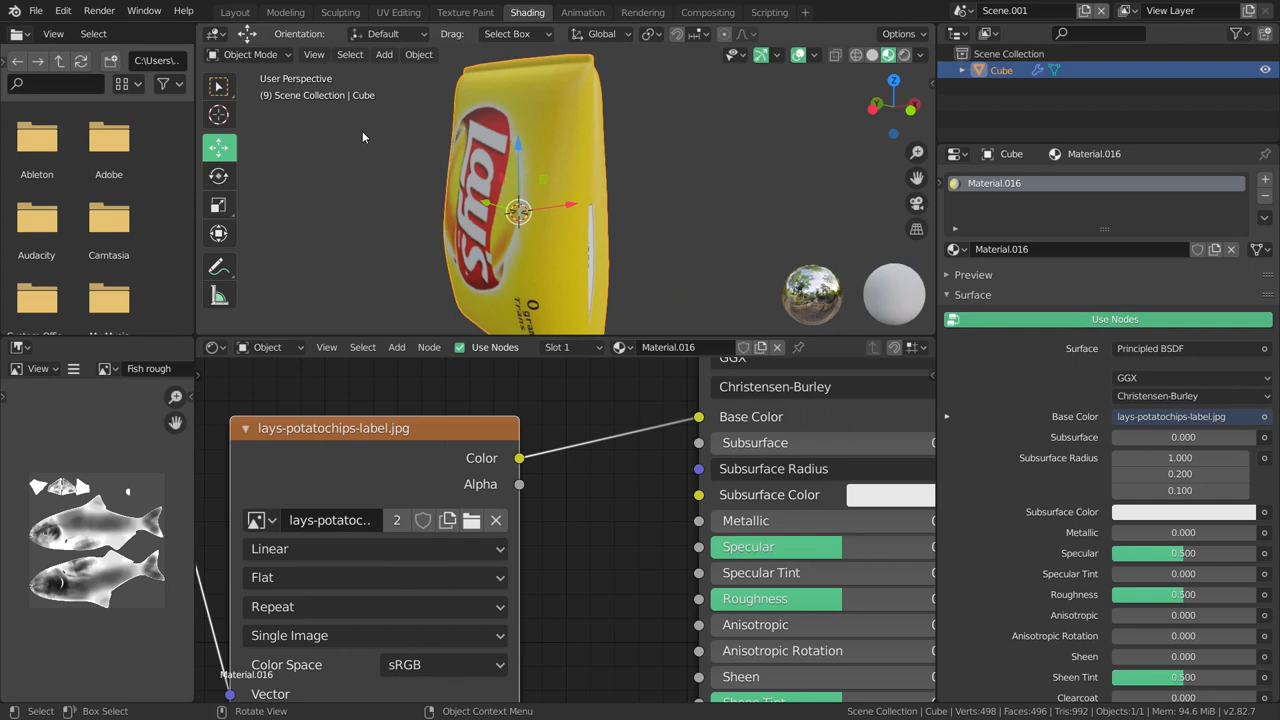 File Edit Render Window Help Layout Modeling Sculpting UV Editing Texture Paint Shading Animation Rendering Compositing Scripting + Scene.001 View Layer
View Select Orientation: Default Drag: Select Box Global Options
C:\Users\.. Object Mode View Select Add Object
User Perspective
(9) Scene Collection | Cube
Scene Collection
Cube
Ableton Adobe
Audacity Camtasia
My Music
Lay's
0 gram
Trans
Z
Cube Material.016
Material.016
Material.016
Preview
Surface
Use Nodes
Surface Principled BSDF
GGX
Christensen-Burley
Base Color lays-potatochips-label.jpg
Subsurface 0.000
Subsurface Radius 1.000
0.200
0.100
Subsurface Color
Metallic 0.000
Specular 0.500
Specular Tint 0.000
Roughness 0.500
Anisotropic 0.000
Anisotropic Rotation 0.000
Sheen 0.000
Sheen Tint 0.500
Clearcoat 0.000
Object View Select Add Node Use Nodes Slot 1 Material.016
View Fish rough
lays-potatochips-label.jpg
Color
Alpha
lays-potatoc.. 2
Linear
Flat
Repeat
Single Image
Color Space sRGB
Vector
Material.016
GGX
Christensen-Burley
Base Color
Subsurface
Subsurface Radius
Subsurface Color
Metallic
Specular
Specular Tint
Roughness
Anisotropic
Anisotropic Rotation
Sheen
Sheen Tint
Select Box Select Rotate View Object Context Menu Scene Collection | Cube | Verts:498 | Faces:496 | Tris:992 | Objects:1/1 | Mem: 94.6 MiB | v2.82.7